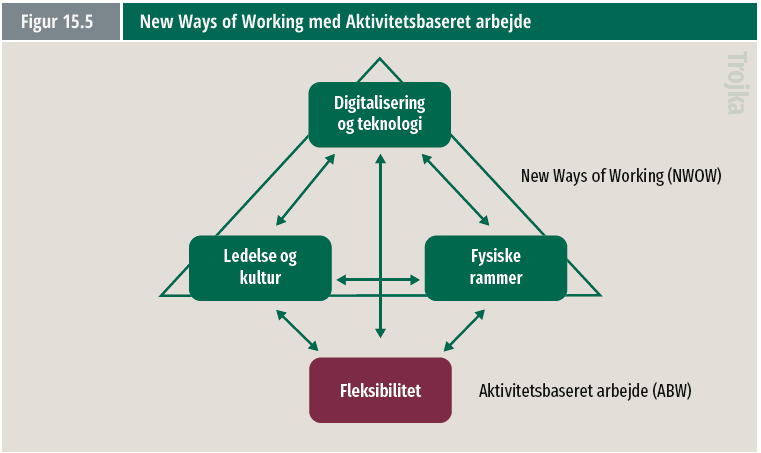 Figur 15.5
New Ways of Working med Aktivitetsbaseret arbejde
Trojka
Digitalisering
og teknologi
New Ways of Working (NWOW)
Ledelse og
kultur
Fysiske
rammer
Fleksibilitet
Aktivitetsbaseret arbejde (ABW)